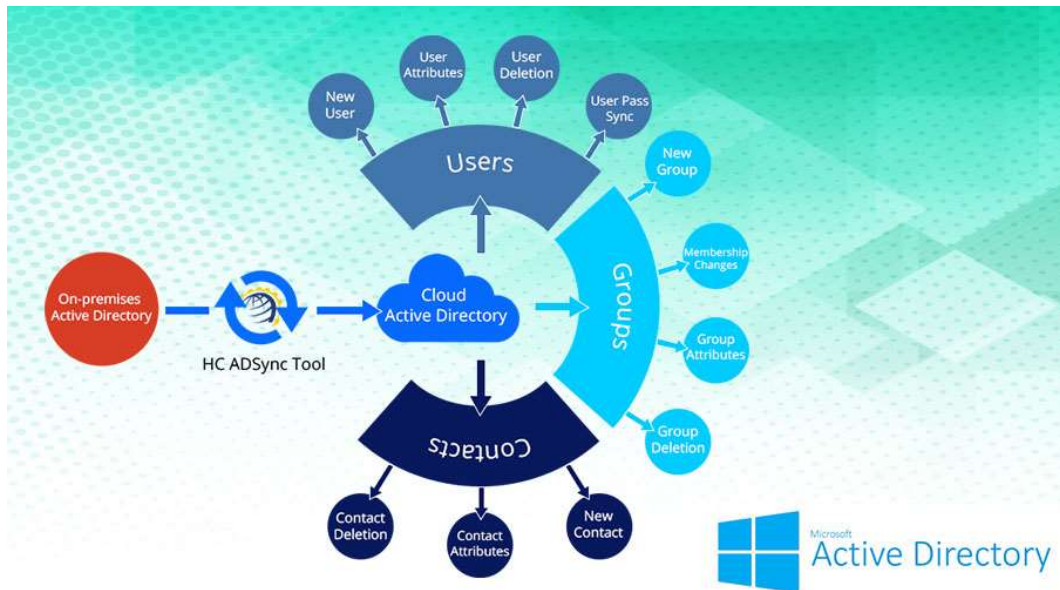 New
User
User
Attributes
User
Deletion
User Pass
Sync
Users
New
Group
Membership
Changes
Groups
Group
Attributes
Group
Deletion
On-premises
Active Directory
HC ADSync Tool
Cloud
Active Directory
Contacts
Contact
Deletion
Contact
Attributes
New
Contact
Microsoft
Active Directory